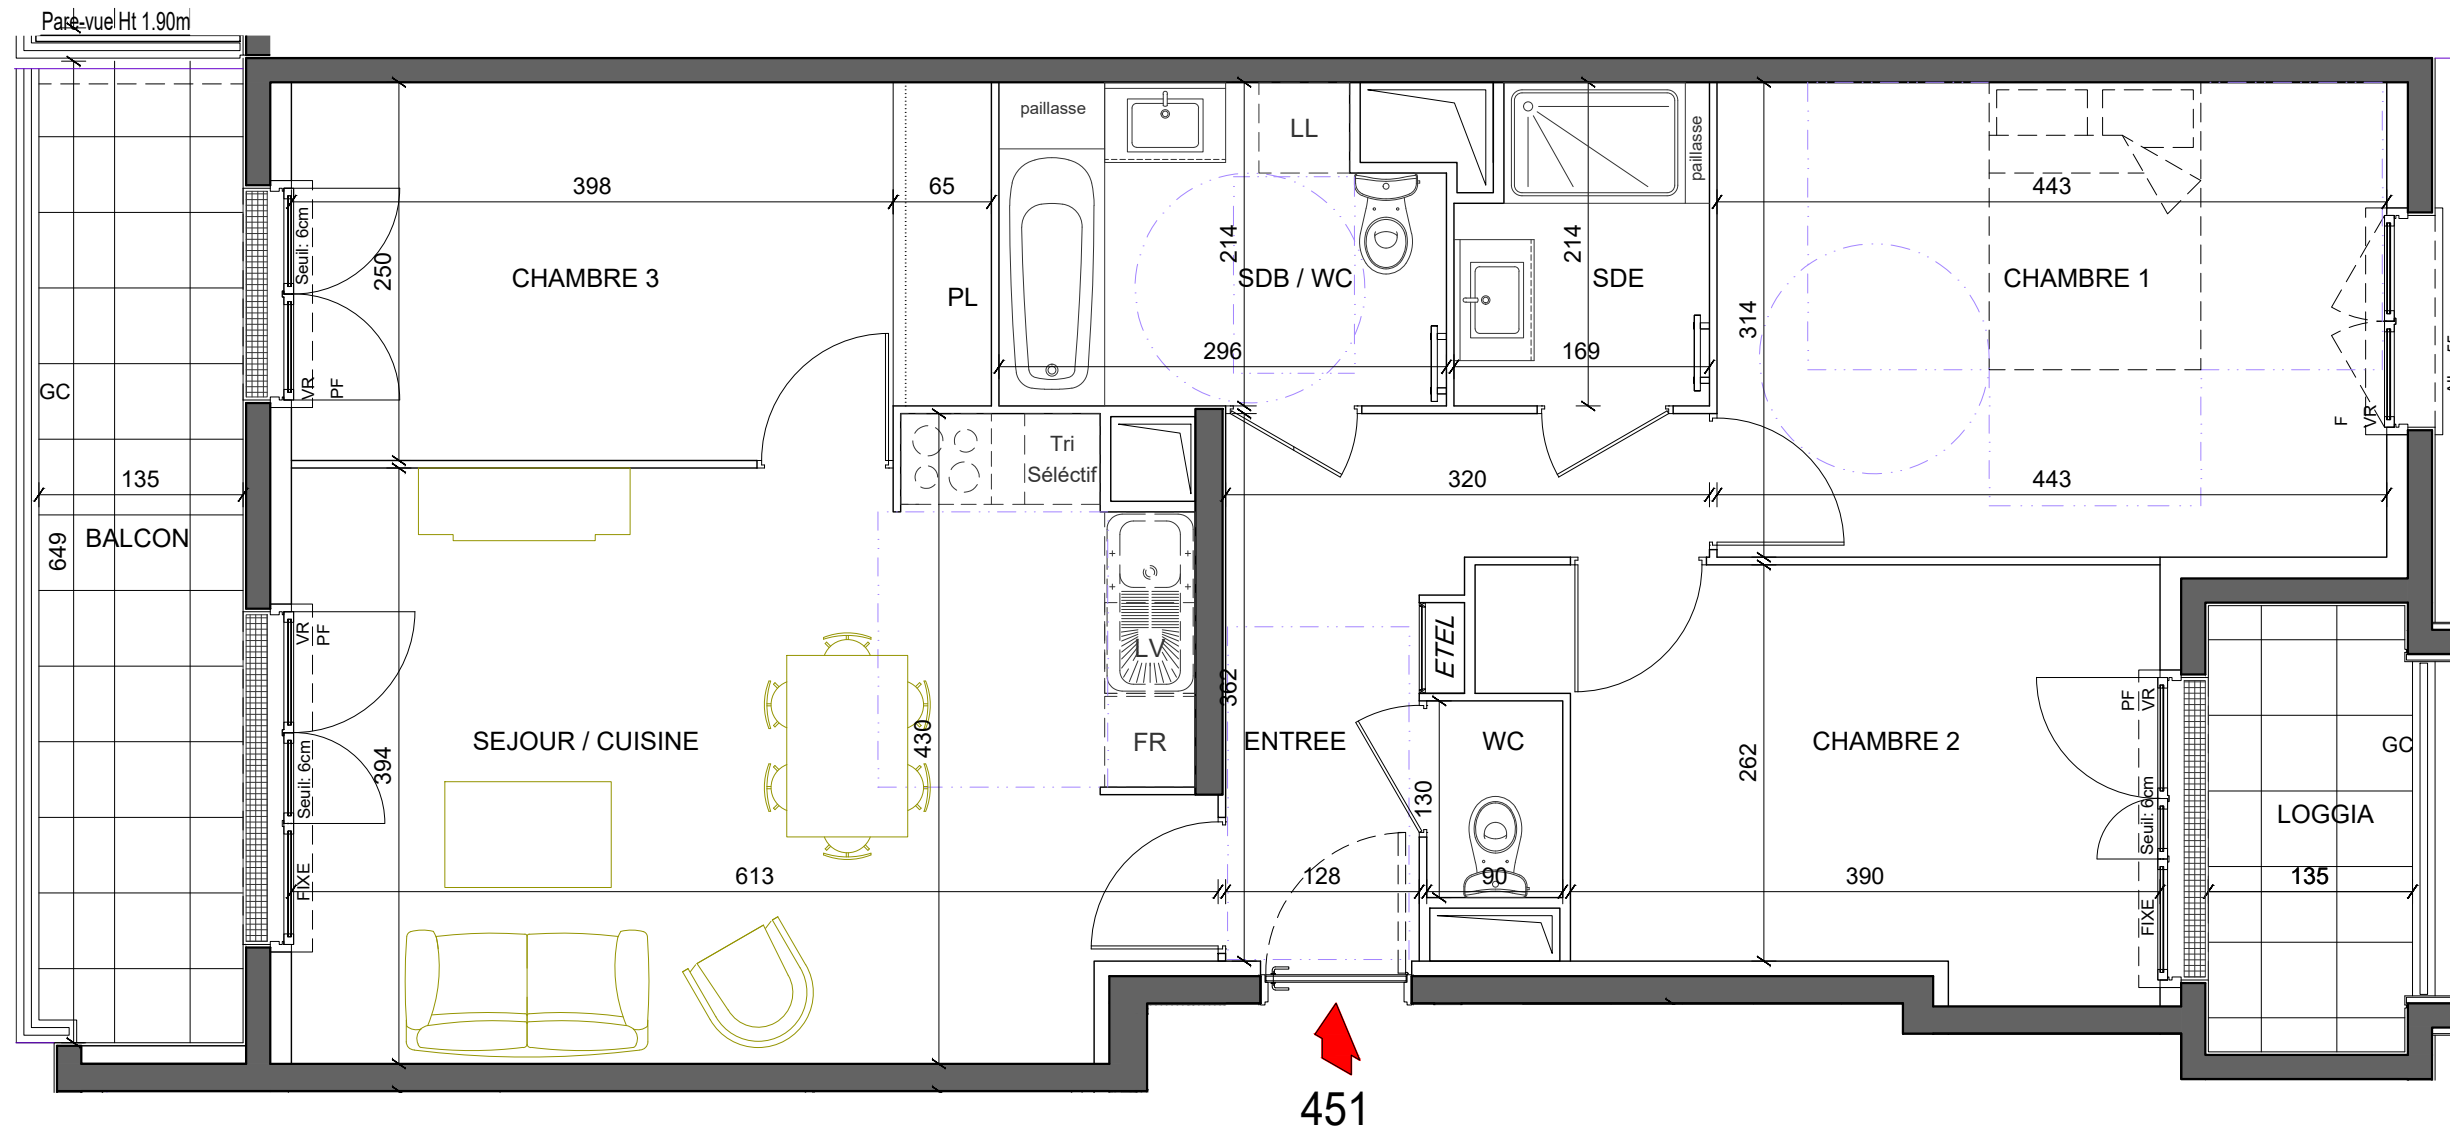 Pare-vue Ht 1.90m
paillasse
LL
paillasse
398
65
443
Seuil: 6cm
250
CHAMBRE 3
PL
214
SDB / WC
214
SDE
CHAMBRE 1
314
296
169
GC
VR
PF
F
VR
Tri
Séléctif
135
320
443
BALCON
649
VR
PF
LV
ETEL
362
PF
VR
SEJOUR / CUISINE
430
FR
ENTREE
WC
CHAMBRE 2
GC
394
Seuil: 6cm
130
262
Seuil: 6cm
LOGGIA
613
128
90
390
135
FIXE
FIXE
451